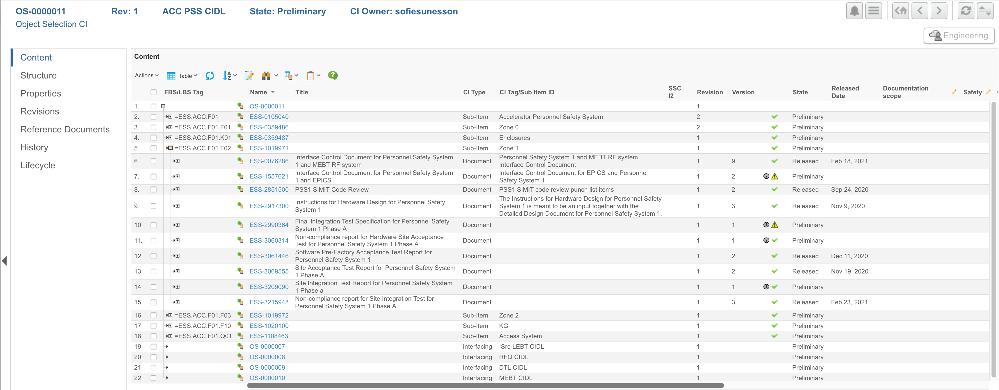 OS-0000011 Rev: 1 ACC PSS CIDL State: Preliminary CI Owner: sofiesunesson
Object Selection CI
Engineering
Content
Structure
Properties
Revisions
Reference Documents
History
Lifecycle
Content
Actions Table
FBS/LBS Tag Name Title CI Type CI Tag/Sub Item ID SSC I2 Revision Version State Released Date Documentation scope Safety
1. OS-0000011 1
2. =ESS.ACC.F01 ESS-0105040 Sub-Item Accelerator Personnel Safety System 2 Preliminary
3. =ESS.ACC.F01.F01 ESS-0359486 Sub-Item Zone 0 2 Preliminary
4. =ESS.ACC.F01.K01 ESS-0359487 Sub-Item Enclosures 1 Preliminary
5. =ESS.ACC.F01.F02 ESS-1019971 Sub-Item Zone 1 1 Preliminary
6. ESS-0076286 Interface Control Document for Personnel Safety System 1 and MEBT RF system Document Personnel Safety System 1 and MEBT RF system Interface Control Document 1 9 Released Feb 18, 2021
7. ESS-1557621 Interface Control Document for Personnel Safety System 1 and EPICS Document Interface Control Document for EPICS and Personnel Safety System 1 1 2 Preliminary
8. ESS-2851500 PSS1 SIMIT Code Review Document PSS1 SIMIT code review punch list items 1 2 Released Sep 24, 2020
9. ESS-2917300 Instructions for Hardware Design for Personnel Safety System 1 Document The Instructions for Hardware Design for Personnel Safety System 1 is meant to be an input together with the Detailed Design Document for Personnel Safety System 1. 1 3 Released Nov 9, 2020
10. ESS-2990364 Final Integration Test Specification for Personnel Safety System 1 Phase A Document 1 1 Preliminary
11. ESS-3060314 Non-compliance report for Hardware Site Acceptance Test for Personnel Safety System 1 Phase A Document 1 1 Preliminary
12. ESS-3061446 Software Pre-Factory Acceptance Test Report for Personnel Safety System 1 Document 1 2 Released Dec 11, 2020
13. ESS-3069555 Site Acceptance Test Report for Personnel Safety System 1 Phase A Document 1 2 Released Nov 19, 2020
14. ESS-3209090 Site Integration Test Report for Personnel Safety System 1 Phase a Document 1 1 Preliminary
15. ESS-3215948 Non-compliance report for Site Integration Test for Personnel Safety System 1 Phase A Document 1 3 Released Feb 23, 2021
16. =ESS.ACC.F01.F03 ESS-1019972 Sub-Item Zone 2 1 Preliminary
17. =ESS.ACC.F01.F10 ESS-1020100 Sub-Item KG 1 Preliminary
18. =ESS.ACC.F01.Q01 ESS-1108463 Sub-Item Access System 1 Preliminary
19. OS-0000007 Interfacing ISrc-LEBT CIDL 1 Preliminary
20. OS-0000008 Interfacing RFQ CIDL 1 Preliminary
21. OS-0000009 Interfacing DTL CIDL 1 Preliminary
22. OS-0000010 Interfacing MEBT CIDL 1 Preliminary